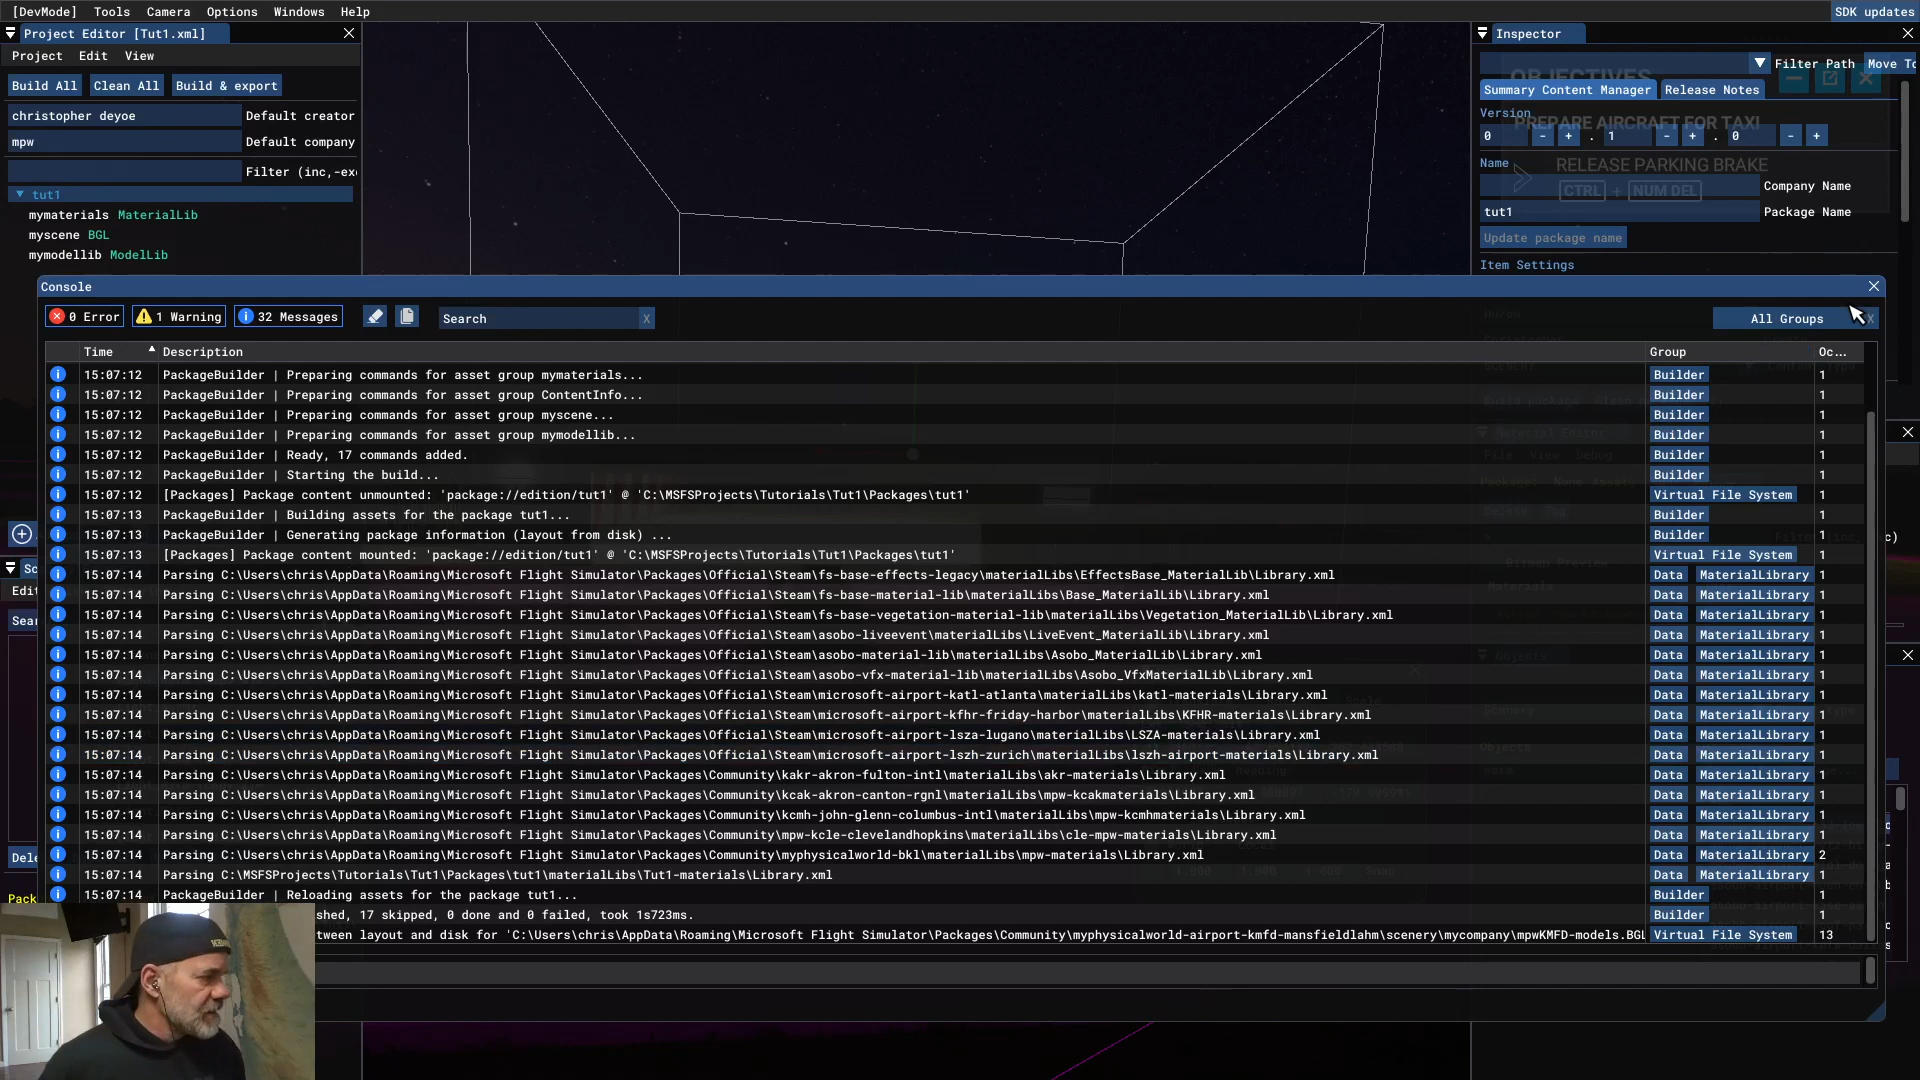 [DevMode] Tools Camera Options Windows Help SDK updates
Project Editor [Tut1.xml]
Project Edit View
Build All Clean All Build & export
christopher deyoe Default creator
mpw Default company
Filter (inc,-exc
tut1
mymaterials MaterialLib
myscene BGL
mymodellib ModelLib
Inspector
Filter Path Move To
OBJECTIVES
Summary Content Manager Release Notes
Version
PREPARE AIRCRAFT FOR TAXI
0 - + . 1 - + . 0 - +
Name
RELEASE PARKING BRAKE
CTRL + NUM DEL
Company Name
tut1 Package Name
Update package name
Item Settings
Console
0 Error 1 Warning 32 Messages Search X All Groups X
Time Description Group Oc...
15:07:12 PackageBuilder | Preparing commands for asset group mymaterials... Builder 1
15:07:12 PackageBuilder | Preparing commands for asset group ContentInfo... Builder 1
15:07:12 PackageBuilder | Preparing commands for asset group myscene... Builder 1
15:07:12 PackageBuilder | Preparing commands for asset group mymodellib... Builder 1
15:07:12 PackageBuilder | Ready, 17 commands added. Builder 1
15:07:12 PackageBuilder | Starting the build... Builder 1
15:07:12 [Packages] Package content unmounted: 'package://edition/tut1' @ 'C:\MSFSProjects\Tutorials\Tut1\Packages\tut1' Virtual File System 1
15:07:13 PackageBuilder | Building assets for the package tut1... Builder 1
15:07:13 PackageBuilder | Generating package information (layout from disk) ... Builder 1
15:07:13 [Packages] Package content mounted: 'package://edition/tut1' @ 'C:\MSFSProjects\Tutorials\Tut1\Packages\tut1' Virtual File System 1
15:07:14 Parsing C:\Users\chris\AppData\Roaming\Microsoft Flight Simulator\Packages\Official\Steam\fs-base-effects-legacy\materialLibs\EffectsBase_MaterialLib\Library.xml Data MaterialLibrary 1
15:07:14 Parsing C:\Users\chris\AppData\Roaming\Microsoft Flight Simulator\Packages\Official\Steam\fs-base-material-lib\materialLibs\Base_MaterialLib\Library.xml Data MaterialLibrary 1
15:07:14 Parsing C:\Users\chris\AppData\Roaming\Microsoft Flight Simulator\Packages\Official\Steam\fs-base-vegetation-material-lib\materialLibs\Vegetation_MaterialLib\Library.xml Data MaterialLibrary 1
15:07:14 Parsing C:\Users\chris\AppData\Roaming\Microsoft Flight Simulator\Packages\Official\Steam\asobo-liveevent\materialLibs\LiveEvent_MaterialLib\Library.xml Data MaterialLibrary 1
15:07:14 Parsing C:\Users\chris\AppData\Roaming\Microsoft Flight Simulator\Packages\Official\Steam\asobo-material-lib\materialLibs\Asobo_MaterialLib\Library.xml Data MaterialLibrary 1
15:07:14 Parsing C:\Users\chris\AppData\Roaming\Microsoft Flight Simulator\Packages\Official\Steam\asobo-vfx-material-lib\materialLibs\Asobo_VfxMaterialLib\Library.xml Data MaterialLibrary 1
15:07:14 Parsing C:\Users\chris\AppData\Roaming\Microsoft Flight Simulator\Packages\Official\Steam\microsoft-airport-katl-atlanta\materialLibs\katl-materials\Library.xml Data MaterialLibrary 1
15:07:14 Parsing C:\Users\chris\AppData\Roaming\Microsoft Flight Simulator\Packages\Official\Steam\microsoft-airport-kfhr-friday-harbor\materialLibs\KFHR-materials\Library.xml Data MaterialLibrary 1
15:07:14 Parsing C:\Users\chris\AppData\Roaming\Microsoft Flight Simulator\Packages\Official\Steam\microsoft-airport-lsza-lugano\materialLibs\LSZA-materials\Library.xml Data MaterialLibrary 1
15:07:14 Parsing C:\Users\chris\AppData\Roaming\Microsoft Flight Simulator\Packages\Official\Steam\microsoft-airport-lszh-zurich\materialLibs\lszh-airport-materials\Library.xml Data MaterialLibrary 1
15:07:14 Parsing C:\Users\chris\AppData\Roaming\Microsoft Flight Simulator\Packages\Community\kakr-akron-fulton-intl\materialLibs\akr-materials\Library.xml Data MaterialLibrary 1
15:07:14 Parsing C:\Users\chris\AppData\Roaming\Microsoft Flight Simulator\Packages\Community\kcak-akron-canton-rgnl\materialLibs\mpw-kcakmaterials\Library.xml Data MaterialLibrary 1
15:07:14 Parsing C:\Users\chris\AppData\Roaming\Microsoft Flight Simulator\Packages\Community\kcmh-john-glenn-columbus-intl\materialLibs\mpw-kcmhmaterials\Library.xml Data MaterialLibrary 1
15:07:14 Parsing C:\Users\chris\AppData\Roaming\Microsoft Flight Simulator\Packages\Community\mpw-kcle-clevelandhopkins\materialLibs\cle-mpw-materials\Library.xml Data MaterialLibrary 1
15:07:14 Parsing C:\Users\chris\AppData\Roaming\Microsoft Flight Simulator\Packages\Community\myphysicalworld-bkl\materialLibs\mpw-materials\Library.xml Data MaterialLibrary 2
15:07:14 Parsing C:\MSFSProjects\Tutorials\Tut1\Packages\tut1\materialLibs\Tut1-materials\Library.xml Data MaterialLibrary 1
15:07:14 PackageBuilder | Reloading assets for the package tut1... Builder 1
shed, 17 skipped, 0 done and 0 failed, took 1s723ms. Builder 1
tween layout and disk for 'C:\Users\chris\AppData\Roaming\Microsoft Flight Simulator\Packages\Community\myphysicalworld-airport-kmfd-mansfieldlahm\scenery\mycompany\mpwKMFD-models.BGL Virtual File System 13
Sc
Edit
Sear
Dele
Pack